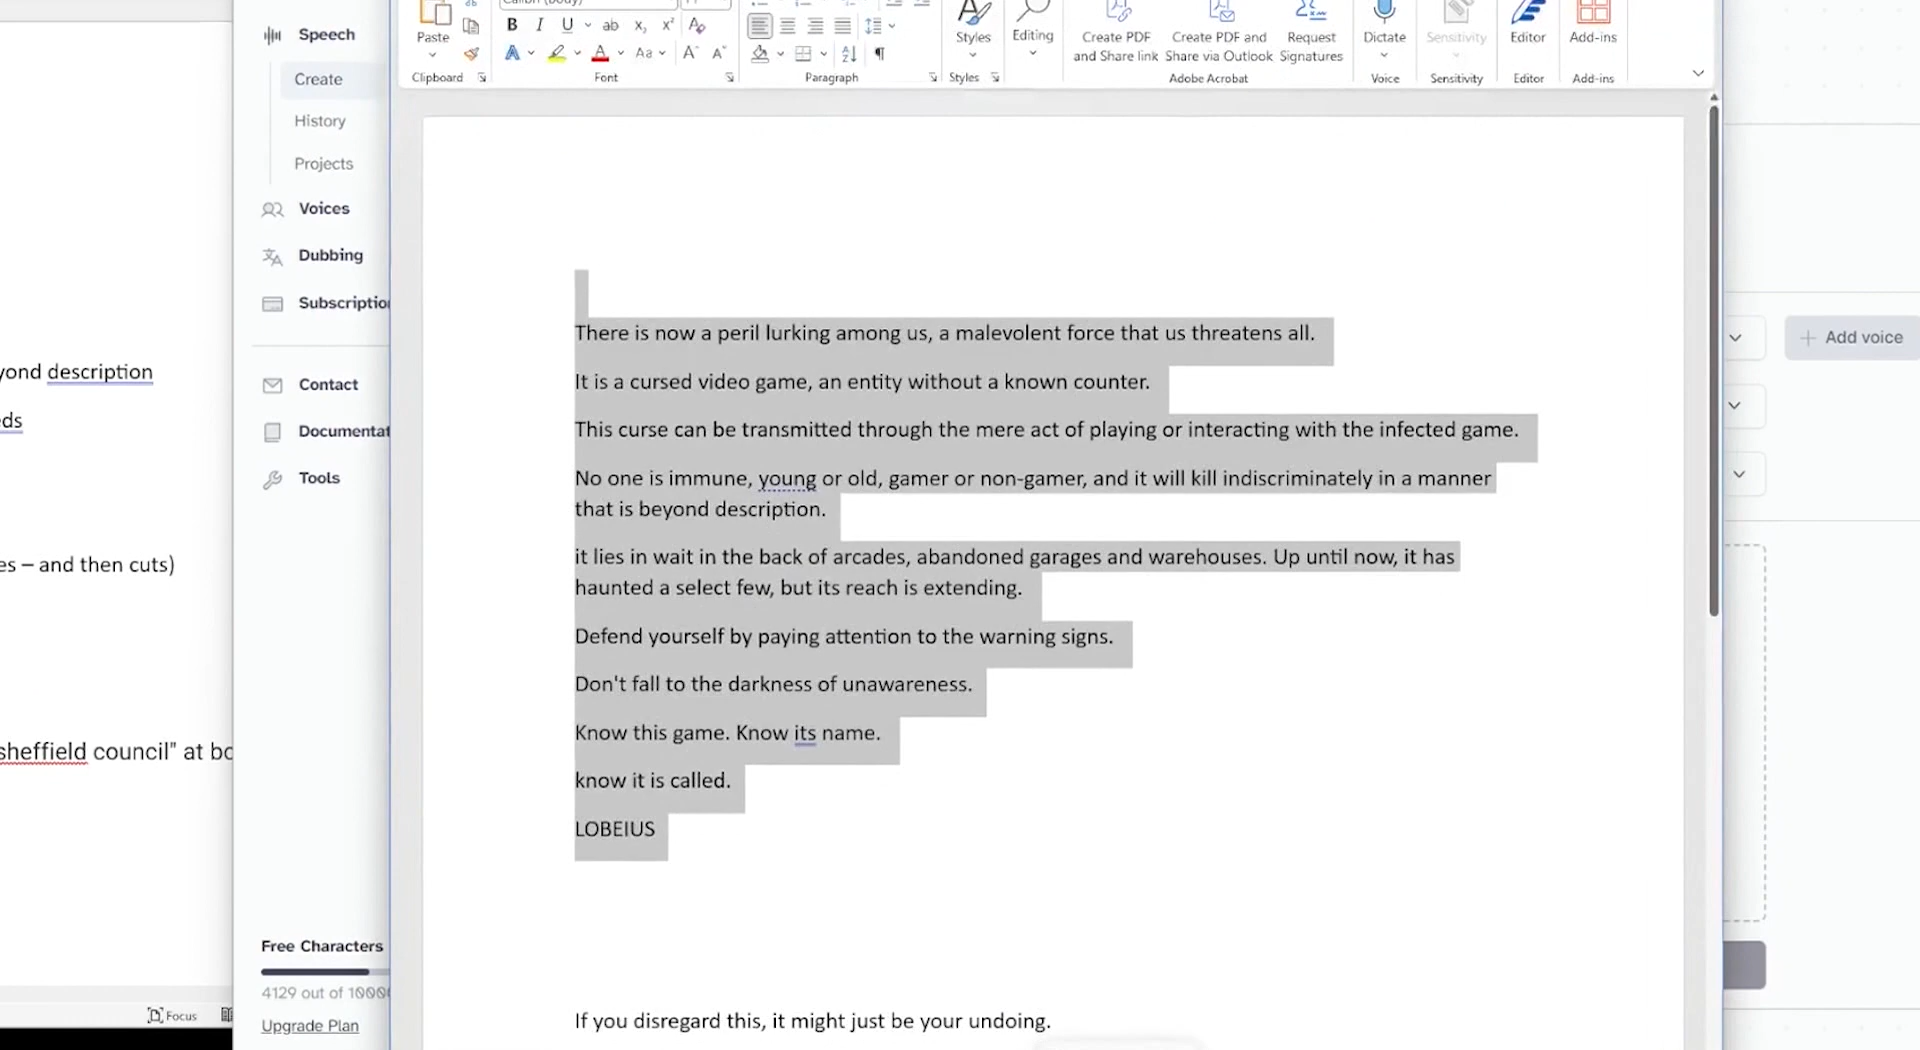 Speech
Create
History
Projects
Voices
Dubbing
Contact
Tools
Free Characters
4129 out of
Upgrade Plan
description
es – and then cuts)
sheffield council" at
Focus
Paste
Clipboard
B I U ab x, x²
Aa A A
Font
Paragraph
Styles
Styles
Editing
Create PDF
and Share link
Create PDF and
Share via Outlook
Request
Signatures
Adobe Acrobat
Dictate
Voice
Sensitivity
Sensitivity
Editor
Editor
Add-ins
Add-ins
There is now a peril lurking among us, a malevolent force that us threatens all.
It is a cursed video game, an entity without a known counter.
This curse can be transmitted through the mere act of playing or interacting with the infected game.
No one is immune, young or old, gamer or non-gamer, and it will kill indiscriminately in a manner
that is beyond description.
it lies in wait in the back of arcades, abandoned garages and warehouses. Up until now, it has
haunted a select few, but its reach is extending.
Defend yourself by paying attention to the warning signs.
Don't fall to the darkness of unawareness.
Know this game. Know its name.
know it is called.
LOBEIUS
If you disregard this, it might just be your undoing.
+ Add voice